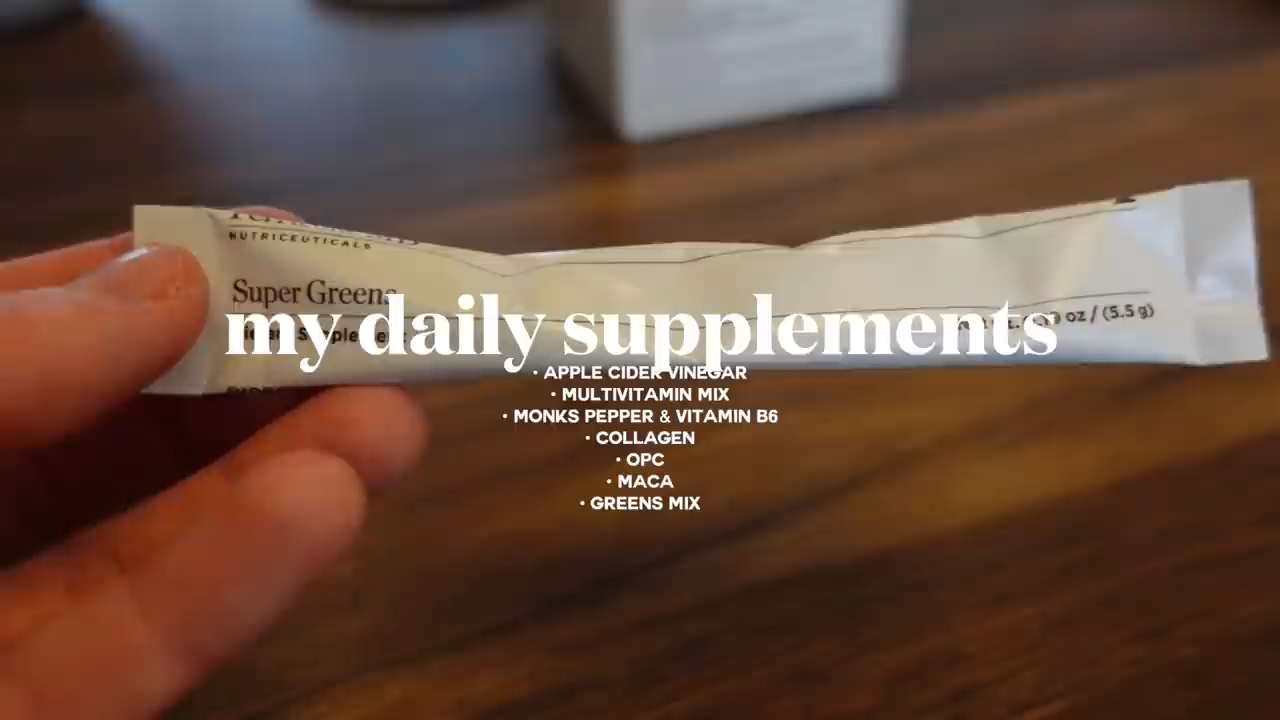 NUTRICEUTICALS
Super Greens
my daily supplements
oz / (5.5 g)
• APPLE CIDER VINEGAR
• MULTIVITAMIN MIX
• MONKS PEPPER & VITAMIN B6
• COLLAGEN
• OPC
• MACA
• GREENS MIX